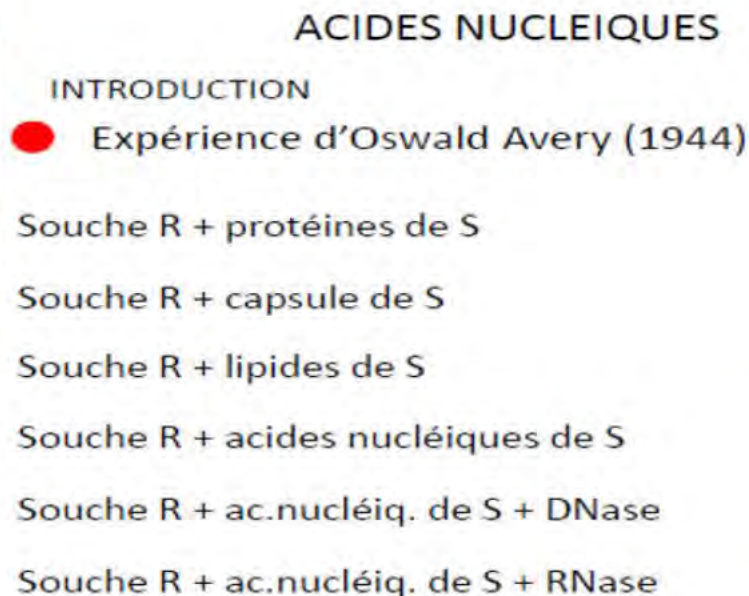 ACIDES NUCLEIQUES
INTRODUCTION
Expérience d'Oswald Avery (1944)
Souche R + protéines de S
Souche R + capsule de S
Souche R + lipides de S
Souche R + acides nucléiques de S
Souche R + ac.nucléiq. de S + DNase
Souche R + ac.nucléiq. de S + RNase